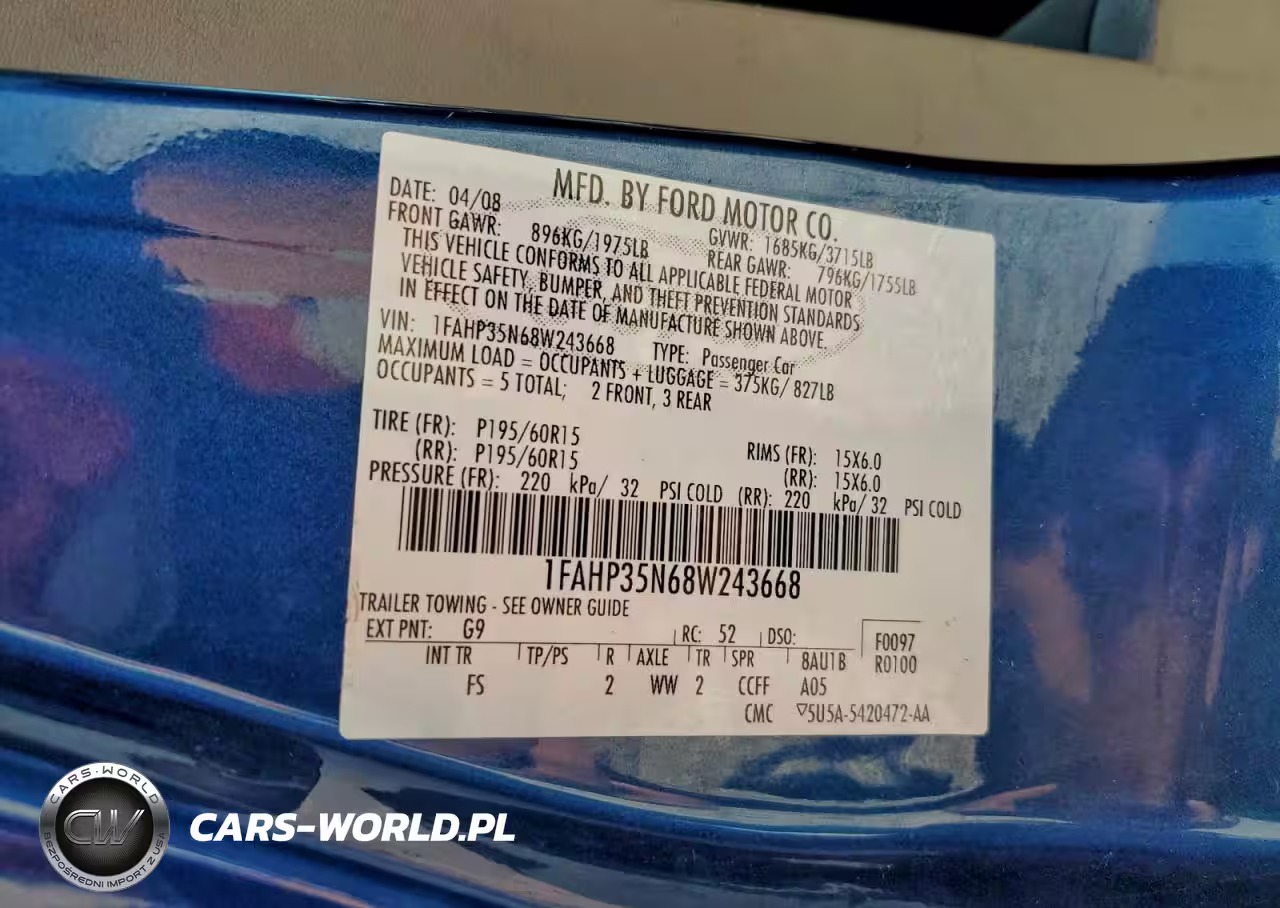 MFD. BY FORD MOTOR CO.
DATE: 04/08 GVWR: 1685KG/3715LB
FRONT GAWR: 896KG/1975LB REAR GAWR: 796KG/1755LB
THIS VEHICLE CONFORMS TO ALL APPLICABLE FEDERAL MOTOR
VEHICLE SAFETY, BUMPER, AND THEFT PREVENTION STANDARDS
IN EFFECT ON THE DATE OF MANUFACTURE SHOWN ABOVE.
VIN: 1FAHP35N68W243668 TYPE: Passenger Car
MAXIMUM LOAD = OCCUPANTS + LUGGAGE = 375KG/ 827LB
OCCUPANTS = 5 TOTAL; 2 FRONT, 3 REAR
TIRE (FR): P195/60R15 RIMS (FR): 15X6.0
(RR): P195/60R15 (RR): 15X6.0
PRESSURE (FR): 220 kPa/ 32 PSI COLD (RR): 220 kPa/ 32 PSI COLD
1FAHP35N68W243668
TRAILER TOWING - SEE OWNER GUIDE
EXT PNT: G9 RC: 52 DSO: F0097
INT TR TP/PS R AXLE TR SPR 8AU1B R0100
FS 2 WW 2 CCFF A05
CMC ▽5U5A-5420472-AA
CARS-WORLD
CW
BEZPOŚREDNI IMPORT Z USA
CARS-WORLD.PL